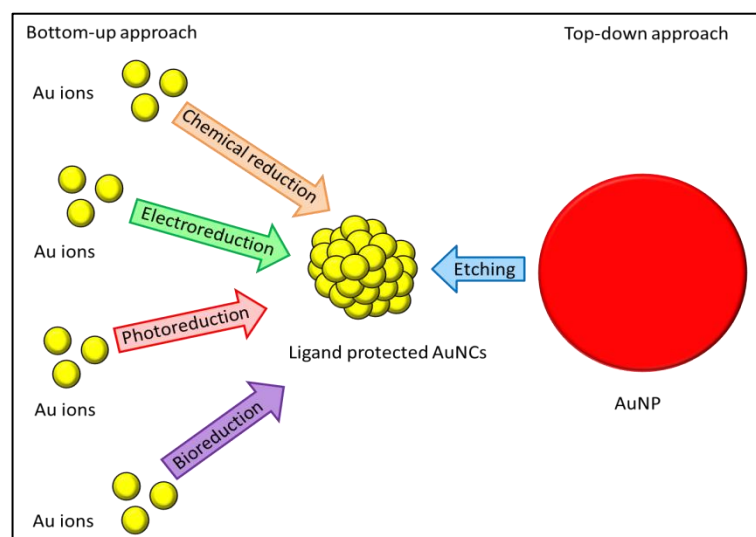 Bottom-up approach
Top-down approach
Au ions
Chemical reduction
Electroreduction
Au ions
Etching
Photoreduction
Ligand protected AuNCs
Au ions
AuNP
Bioreduction
Au ions